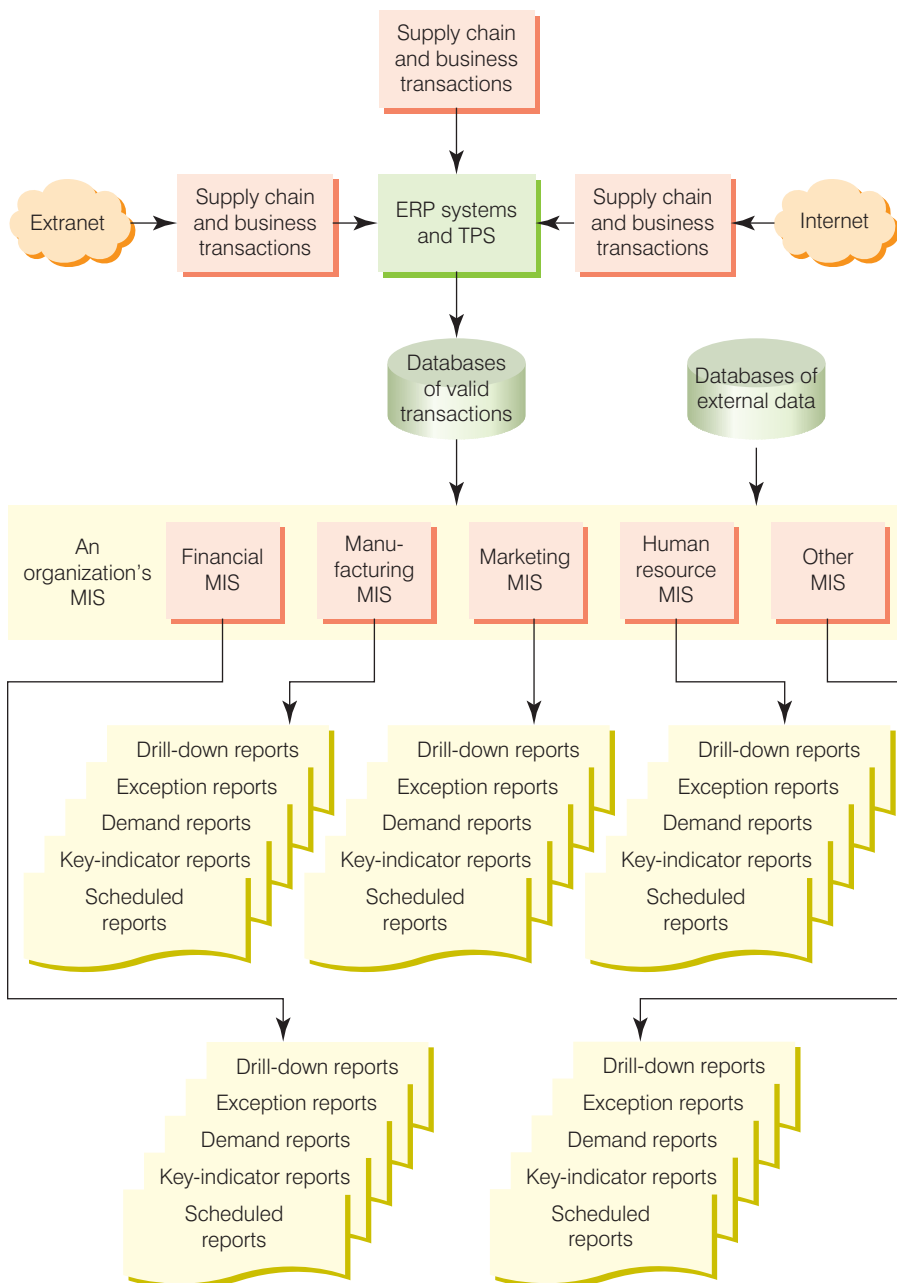 Supply chain
and business
transactions
Extranet
Supply chain
and business
transactions
ERP systems
and TPS
Supply chain
and business
transactions
Internet
Databases
of valid
transactions
Databases of
external data
An
organization's
MIS
Financial
MIS
Manu-
facturing
MIS
Marketing
MIS
Human
resource
MIS
Other
MIS
Drill-down reports
Exception reports
Demand reports
Key-indicator reports
Scheduled
reports
Drill-down reports
Exception reports
Demand reports
Key-indicator reports
Scheduled
reports
Drill-down reports
Exception reports
Demand reports
Key-indicator reports
Scheduled
reports
Drill-down reports
Exception reports
Demand reports
Key-indicator reports
Scheduled
reports
Drill-down reports
Exception reports
Demand reports
Key-indicator reports
Scheduled
reports